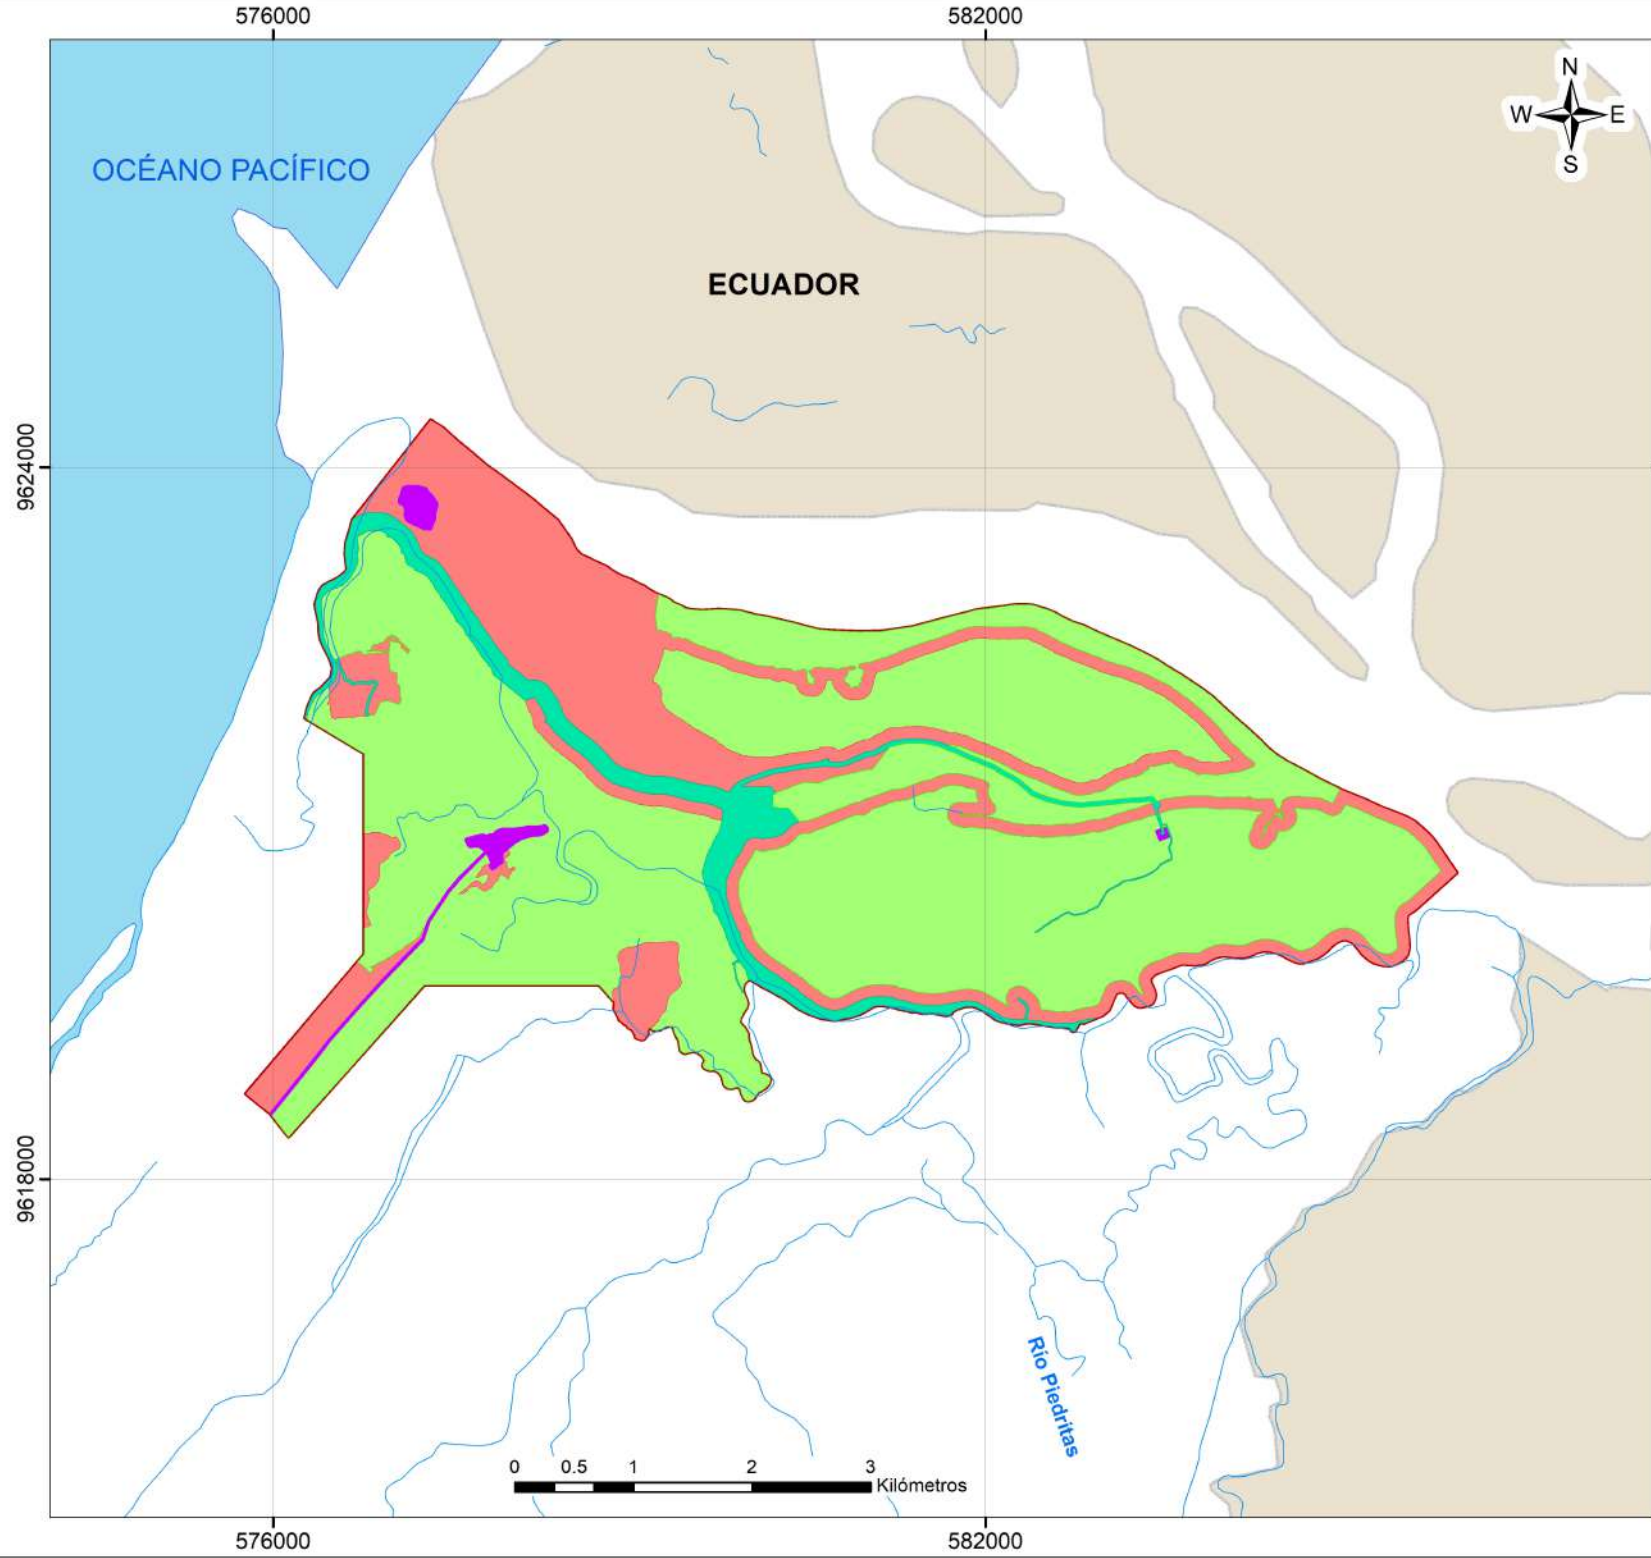 576000
582000
N
W
E
S
OCÉANO PACÍFICO
ECUADOR
9624000
9618000
Río Piedritas
0
0.5
1
2
3
Kilómetros
576000
582000